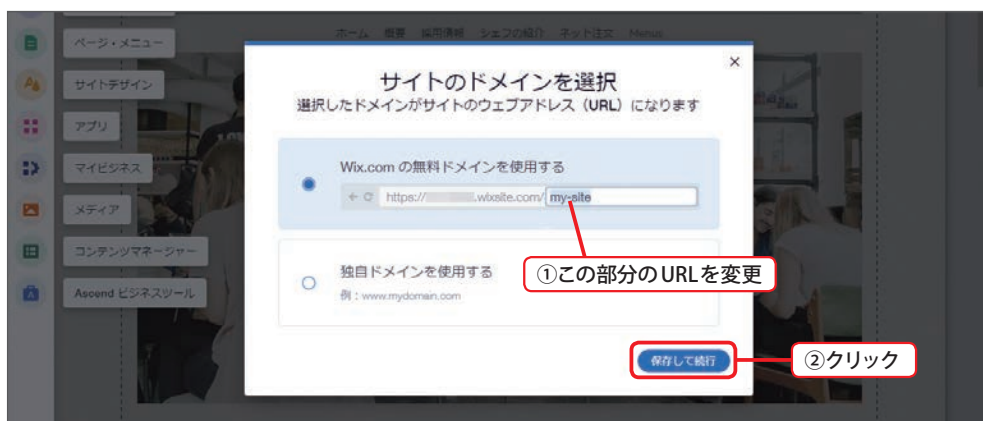 ホーム 概要 採用情報 シェフの紹介 ネット注文 Menus
ページ・メニュー
サイトデザイン
アプリ
マイビジネス
メディア
コンテンツマネージャー
Ascend ビジネスツール
×
サイトのドメインを選択
選択したドメインがサイトのウェブアドレス（URL）になります
Wix.com の無料ドメインを使用する
https:// .wixsite.com/ my-site
①この部分のURLを変更
独自ドメインを使用する
例：www.mydomain.com
保存して続行
②クリック